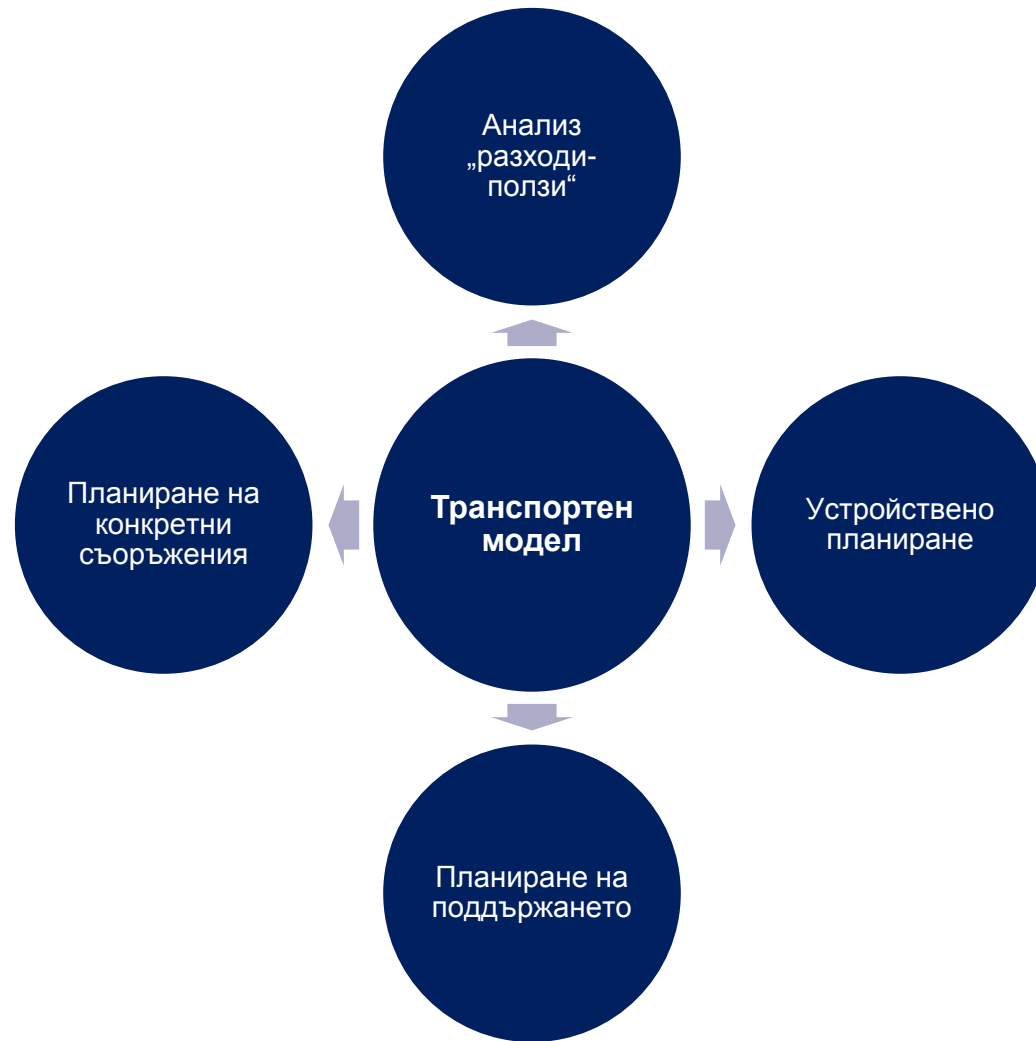 Анализ
„разходи-
ползи“
Планиране на
конкретни
съоръжения
Транспортен
модел
Устройствено
планиране
Планиране на
поддържането